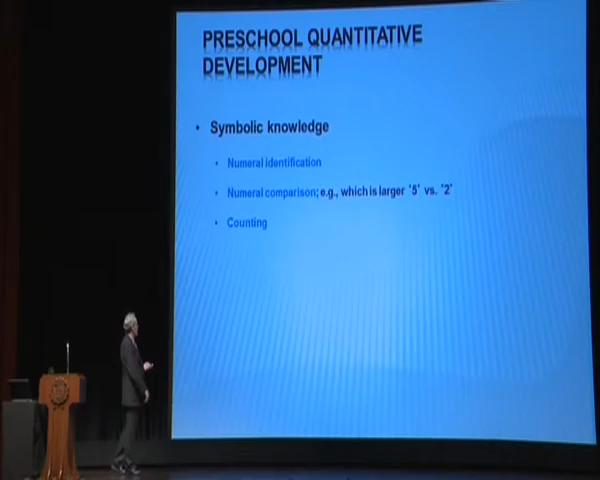 PRESCHOOL QUANTITATIVE
DEVELOPMENT
• Symbolic knowledge
• Numeral identification
• Numeral comparison; e.g., which is larger '5' vs. '2'
• Counting